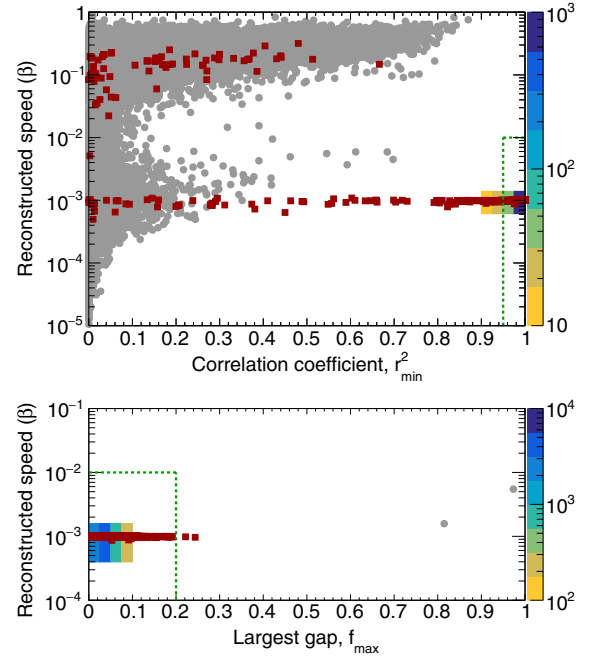 1
10⁻¹
10⁻²
10⁻³
10⁻⁴
10⁻⁵
Reconstructed speed (β)
10³
10²
10
0 0.1 0.2 0.3 0.4 0.5 0.6 0.7 0.8 0.9 1
Correlation coefficient, r²min
10⁻¹
10⁻²
10⁻³
10⁻⁴
Reconstructed speed (β)
10⁴
10³
10²
0 0.1 0.2 0.3 0.4 0.5 0.6 0.7 0.8 0.9 1
Largest gap, fmax